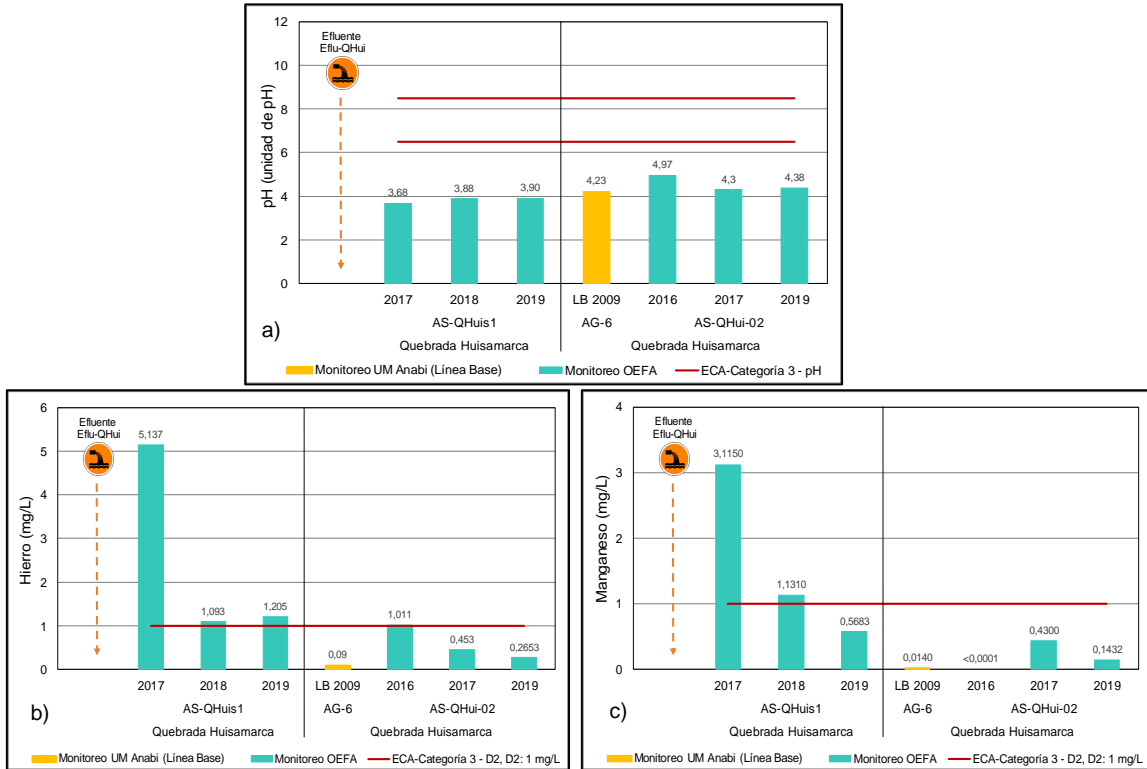 12
10
8
6
4
2
0
pH (unidad de pH)
Efluente
Eflu-QHui
3,68
3,88
3,90
4,23
4,97
4,3
4,38
2017
2018
2019
LB 2009
2016
2017
2019
AS-QHuis1
AG-6
AS-QHui-02
Quebrada Huisamarca
Quebrada Huisamarca
a)
Monitoreo UM Anabi (Línea Base)
Monitoreo OEFA
ECA-Categoría 3 - pH
6
5
4
3
2
1
0
Hierro (mg/L)
Efluente
Eflu-QHui
5,137
1,093
1,205
0,09
1,011
0,453
0,2653
2017
2018
2019
LB 2009
2016
2017
2019
AS-QHuis1
AG-6
AS-QHui-02
Quebrada Huisamarca
Quebrada Huisamarca
b)
Monitoreo UM Anabi (Línea Base)
Monitoreo OEFA
ECA-Categoría 3 - D2, D2: 1 mg/L
4
3
2
1
0
Manganeso (mg/L)
Efluente
Eflu-QHui
3,1150
1,1310
0,5683
0,0140
<0,0001
0,4300
0,1432
2017
2018
2019
LB 2009
2016
2017
2019
AS-QHuis1
AG-6
AS-QHui-02
Quebrada Huisamarca
Quebrada Huisamarca
c)
Monitoreo UM Anabi (Línea Base)
Monitoreo OEFA
ECA-Categoría 3 - D2, D2: 1 mg/L